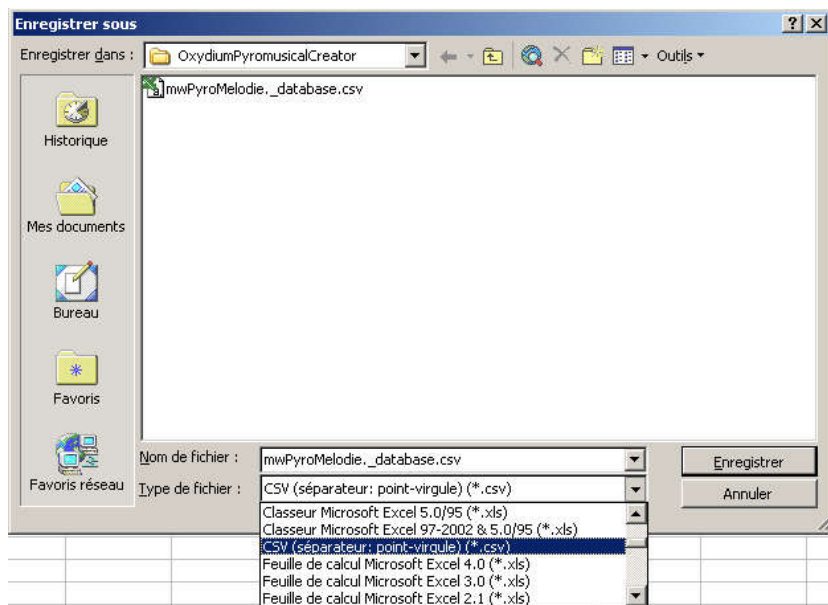 Enregistrer sous
Enregistrer dans : OxydiumPyromusicalCreator Outils
mwPyroMelodie._database.csv
Historique
Mes documents
Bureau
Favoris
Favoris réseau
Nom de fichier : mwPyroMelodie._database.csv Enregistrer
Type de fichier : CSV (séparateur: point-virgule) (*.csv) Annuler
Classeur Microsoft Excel 5.0/95 (*.xls)
Classeur Microsoft Excel 97-2002 & 5.0/95 (*.xls)
CSV (séparateur: point-virgule) (*.csv)
Feuille de calcul Microsoft Excel 4.0 (*.xls)
Feuille de calcul Microsoft Excel 3.0 (*.xls)
Feuille de calcul Microsoft Excel 2.1 (*.xls)